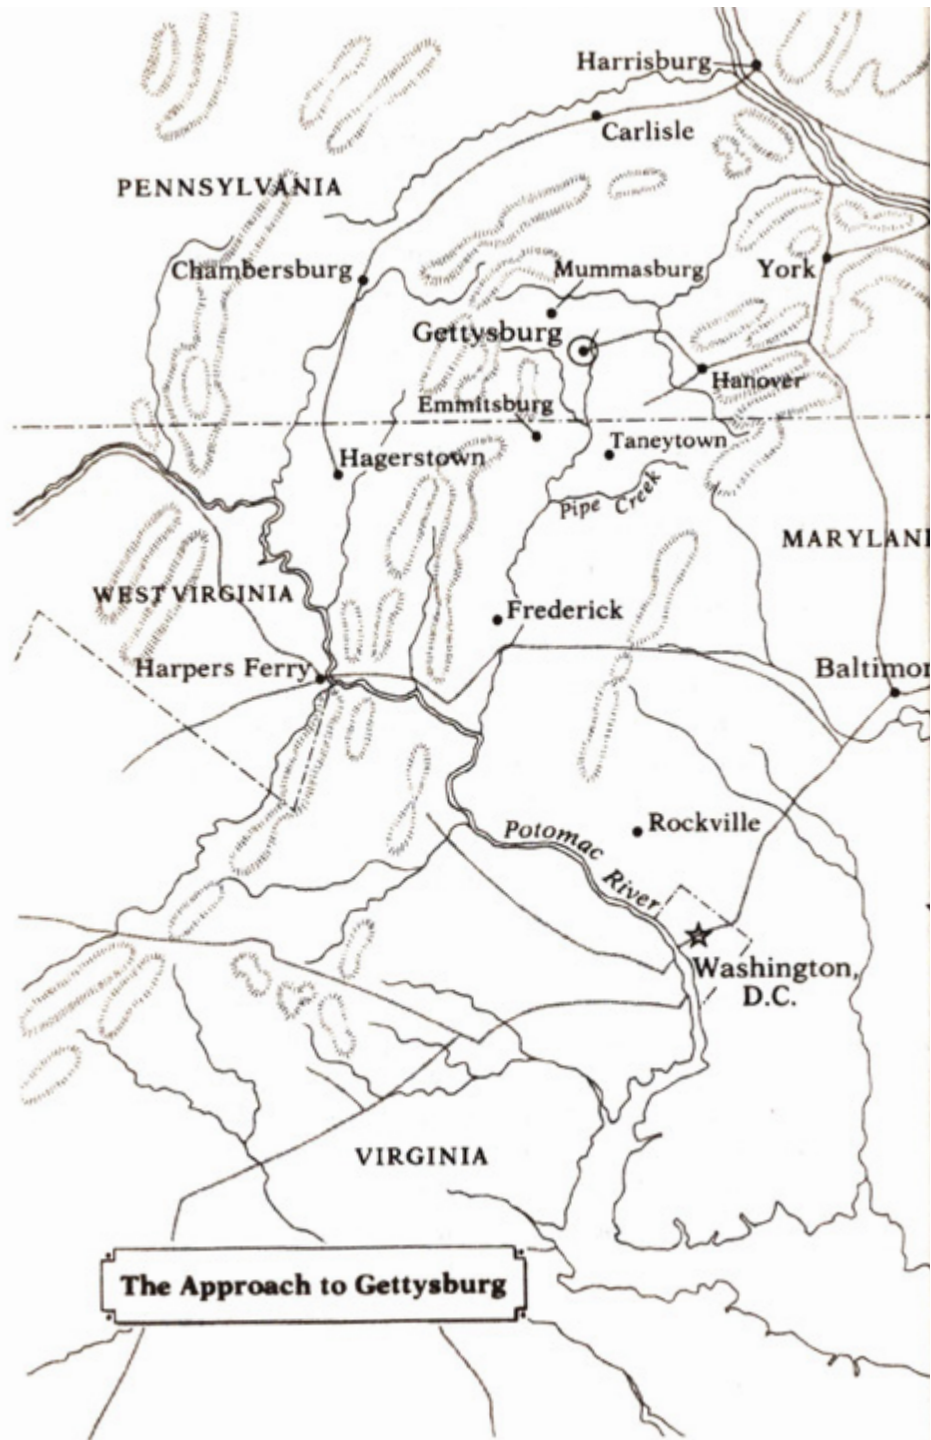 Harrisburg
Carlisle
PENNSYLVANIA
Chambersburg
Mummasburg
York
Gettysburg
Hanover
Emmitsburg
Taneytown
Hagerstown
Pipe Creek
MARYLAN
WEST VIRGINIA
Frederick
Harpers Ferry
Baltimor
Rockville
Potomac River
Washington,
D.C.
VIRGINIA
The Approach to Gettysburg